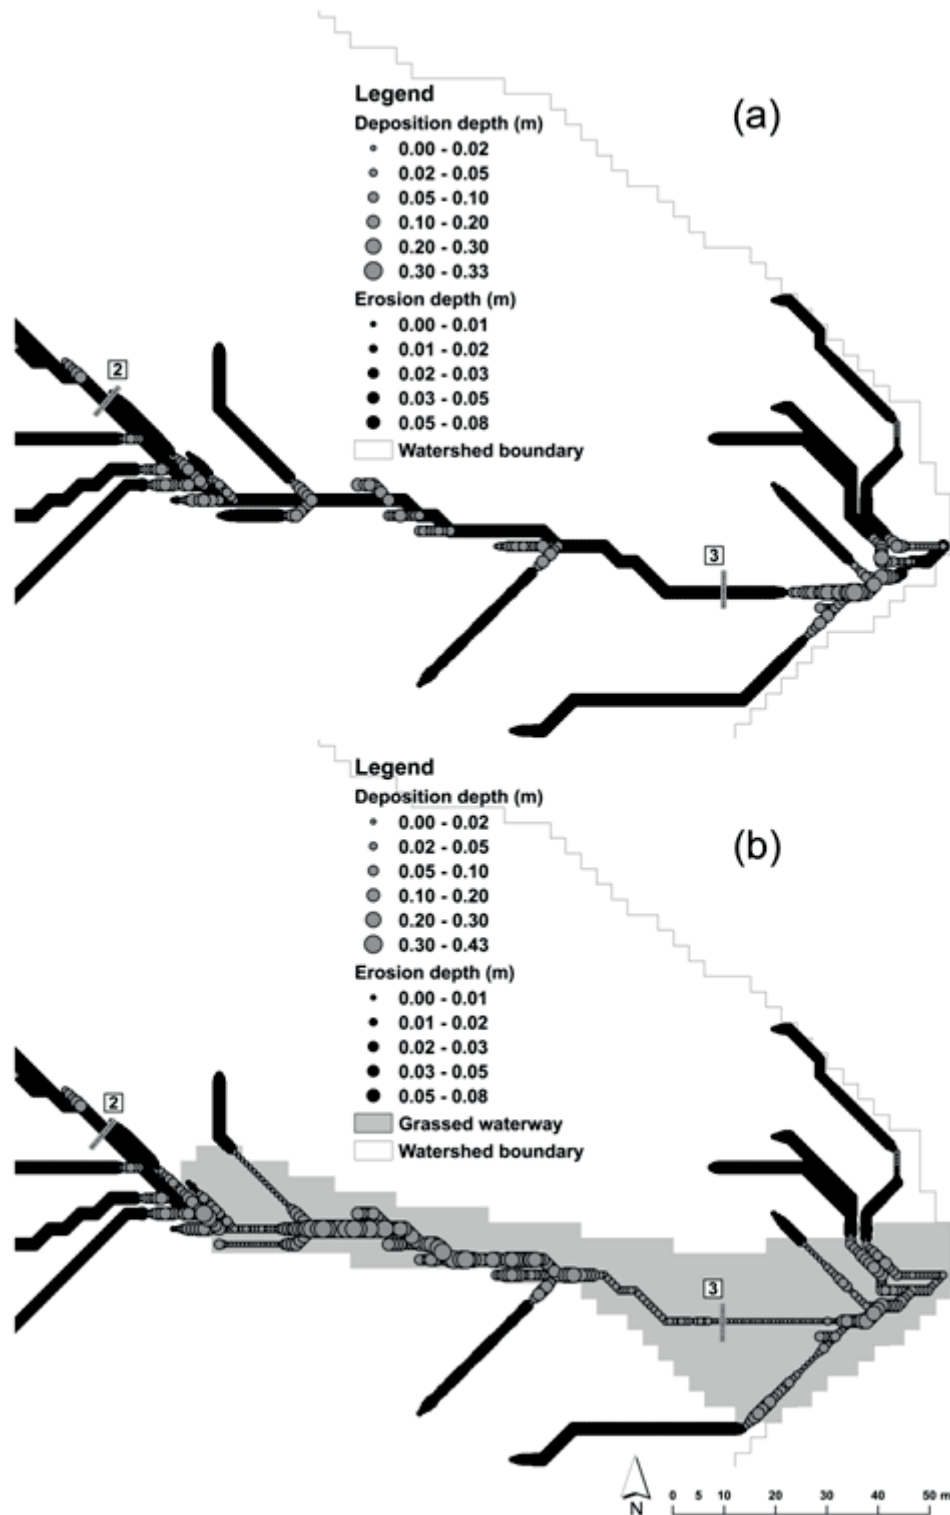 (a)
Legend
Deposition depth (m)
0.00 - 0.02
0.02 - 0.05
0.05 - 0.10
0.10 - 0.20
0.20 - 0.30
0.30 - 0.33
Erosion depth (m)
0.00 - 0.01
0.01 - 0.02
0.02 - 0.03
0.03 - 0.05
0.05 - 0.08
Watershed boundary
2
3
(b)
Legend
Deposition depth (m)
0.00 - 0.02
0.02 - 0.05
0.05 - 0.10
0.10 - 0.20
0.20 - 0.30
0.30 - 0.43
Erosion depth (m)
0.00 - 0.01
0.01 - 0.02
0.02 - 0.03
0.03 - 0.05
0.05 - 0.08
Grassed waterway
Watershed boundary
2
3
N
0 5 10 20 30 40 50 m